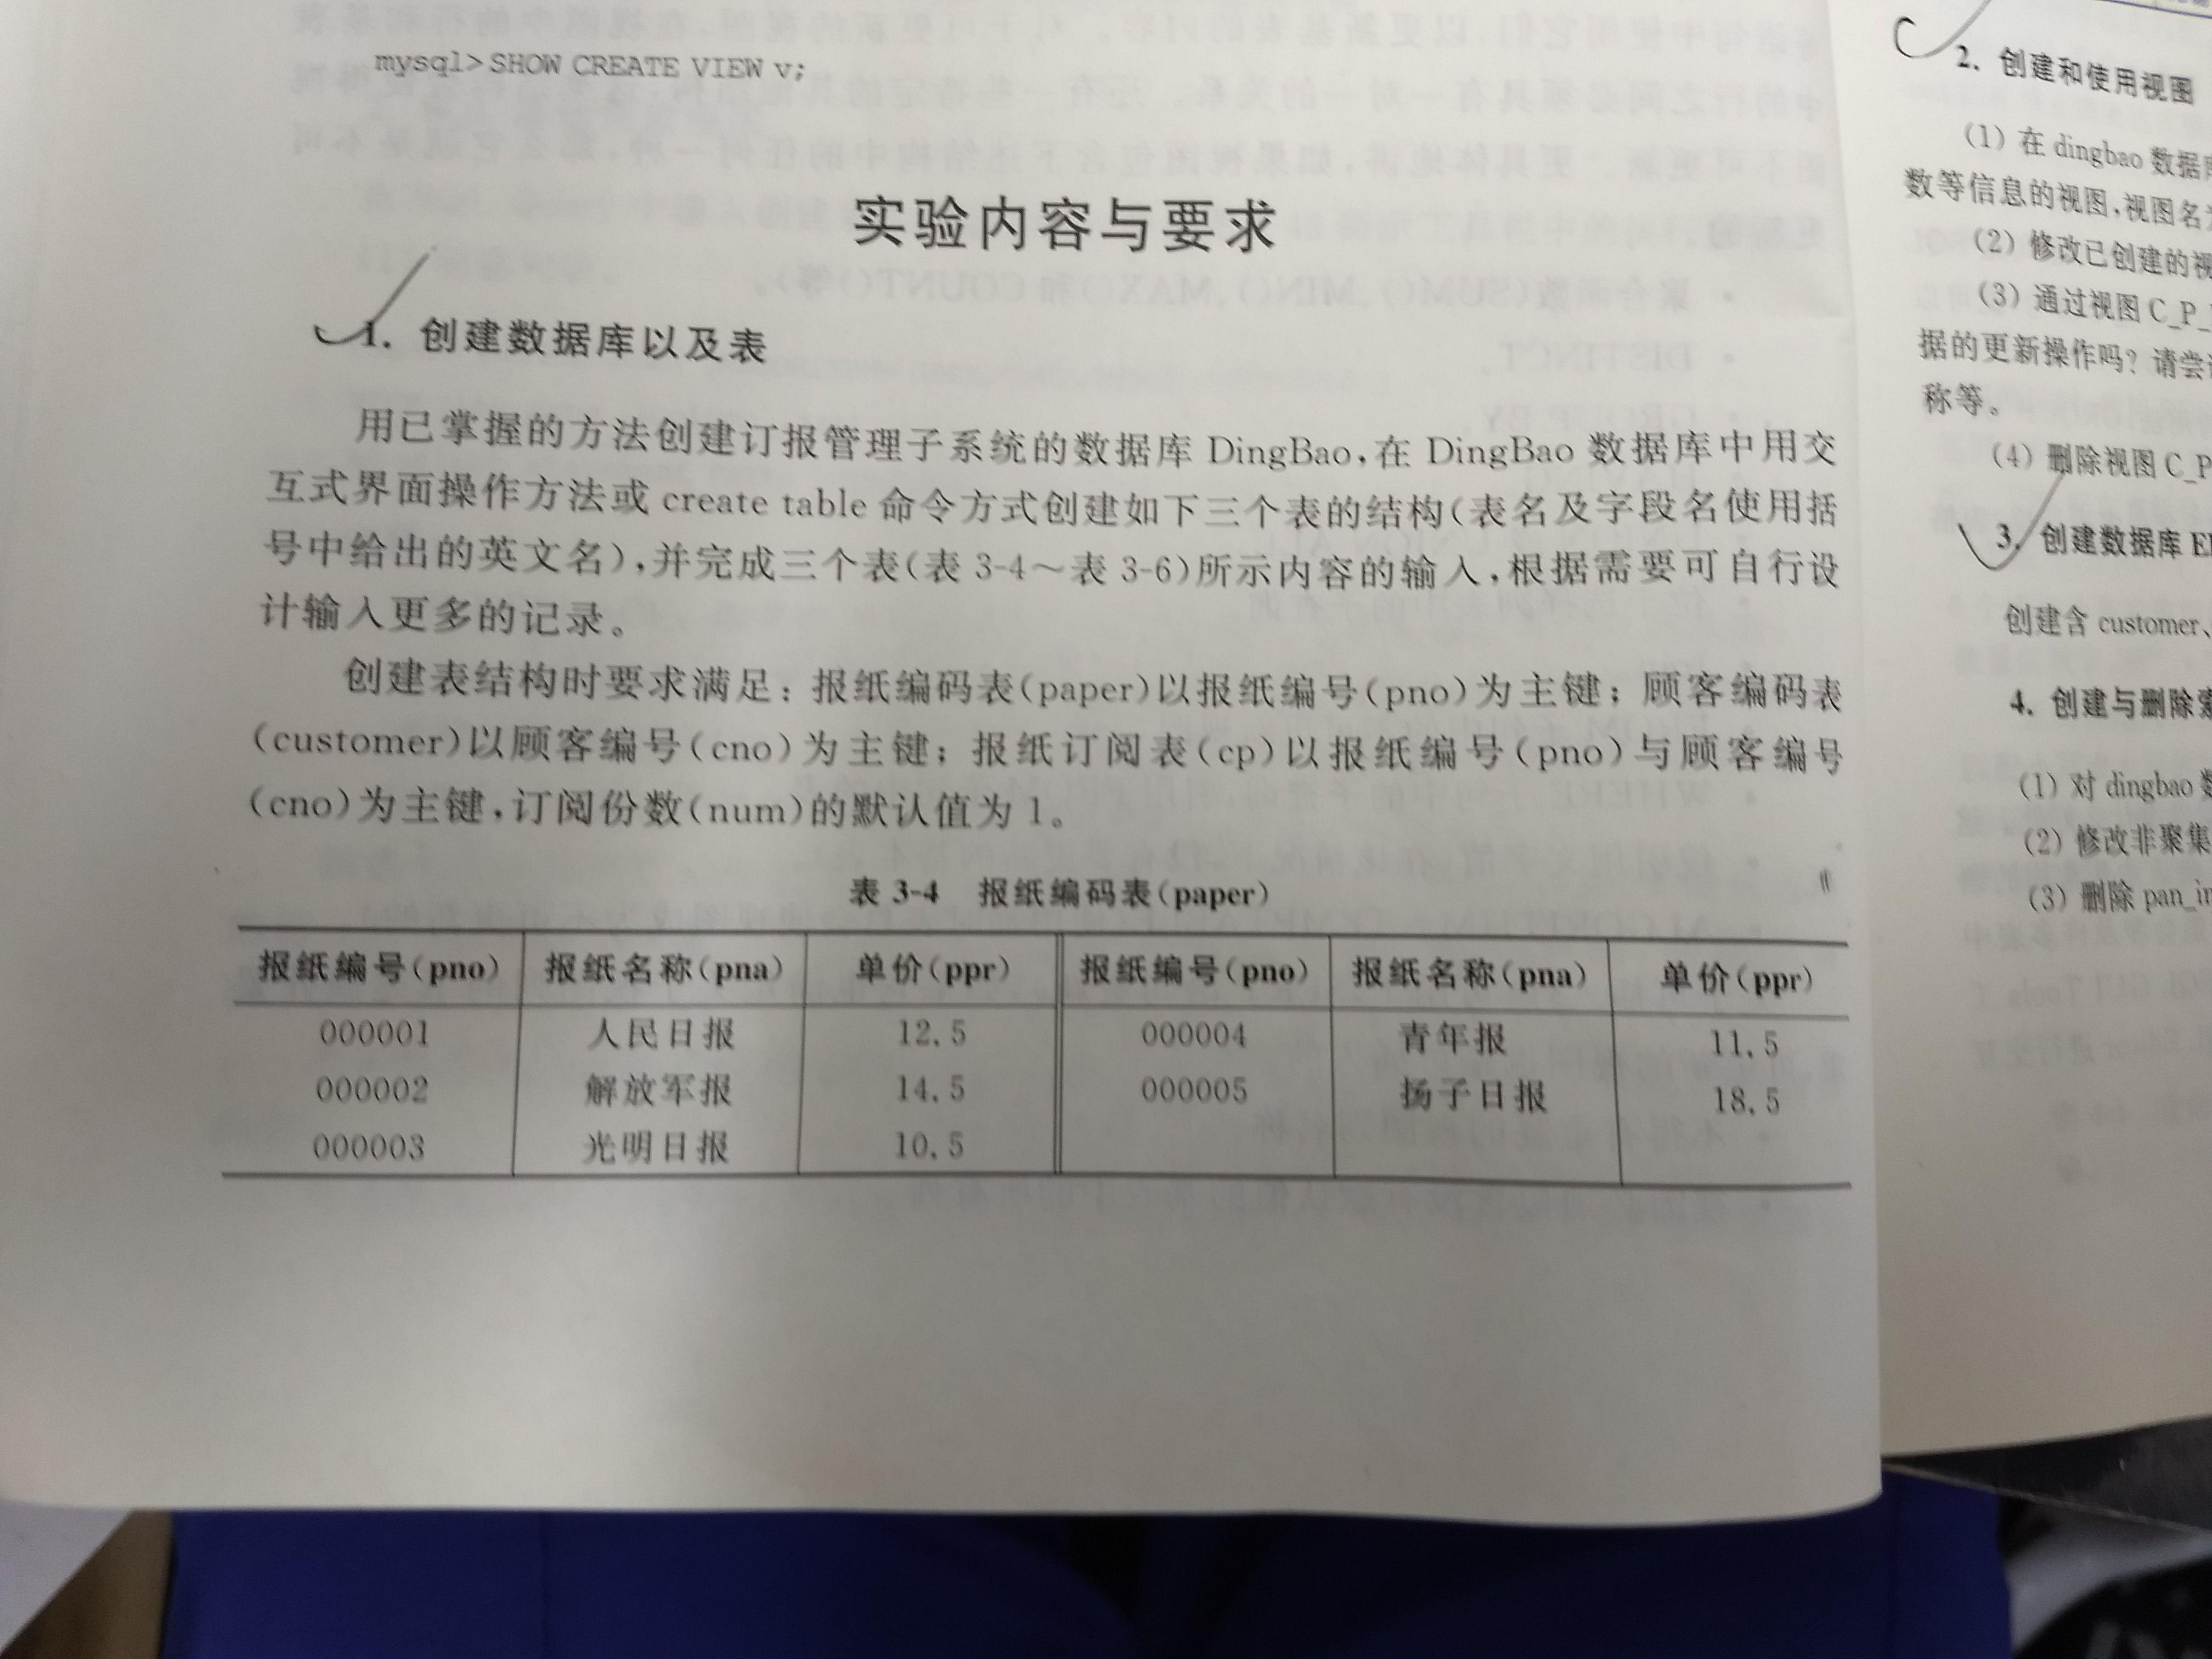 mysql>SHOW CREATE VIEW v;
实验内容与要求
1. 创建数据库以及表
用已掌握的方法创建订报管理子系统的数据库 DingBao,在 DingBao 数据库中用交
互式界面操作方法或 create table 命令方式创建如下三个表的结构(表名及字段名使用括
号中给出的英文名),并完成三个表(表 3-4～表 3-6)所示内容的输入,根据需要可自行设
计输入更多的记录。
创建表结构时要求满足：报纸编码表(paper)以报纸编号(pno)为主键；顾客编码表
(customer)以顾客编号(cno)为主键；报纸订阅表(cp)以报纸编号(pno)与顾客编号
(cno)为主键,订阅份数(num)的默认值为 1。
表 3-4 报纸编码表(paper)
报纸编号(pno) 报纸名称(pna) 单价(ppr) 报纸编号(pno) 报纸名称(pna) 单价(ppr)
000001 人民日报 12.5 000004 青年报 11.5
000002 解放军报 14.5 000005 扬子日报 18.5
000003 光明日报 10.5
2. 创建和使用视图
(1) 在 dingbao 数据
数等信息的视图,视图名
(2) 修改已创建的视
(3) 通过视图 C_P_
据的更新操作吗？请尝
称等。
(4) 删除视图 C_P
3. 创建数据库 E
创建含 customer、
4. 创建与删除索
(1) 对 dingbao 数
(2) 修改非聚集
(3) 删除 pan_in